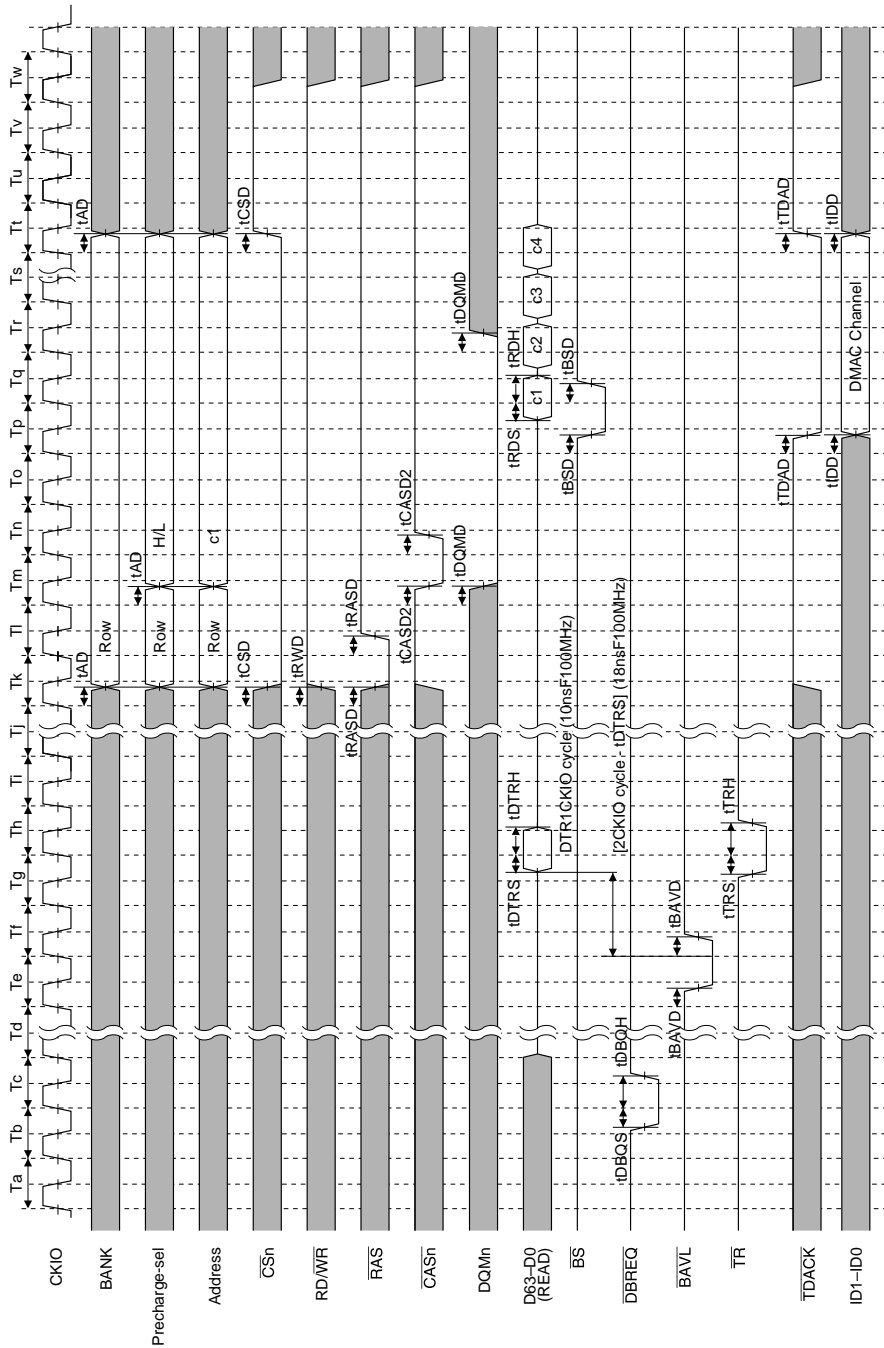 Ta Tb Tc Td Te Tf Tg Th Ti Tj Tk Tl Tm Tn To Tp Tq Tr Ts Tt Tu Tv Tw
CKIO
tAD tAD
BANK Row
tAD
Precharge-sel Row H/L
Address Row c1
tCSD tCSD
CSn
tRWD
RD/WR
tRASD tRASD
RAS
tCASD2 tCASD2
CASn
tDQMD tDQMD
DQMn
tDTRS tDTRH tRDS tRDH
D63–D0
(READ) c1 c2 c3 c4
DTR1CKIO cycle (10nsF100MHz)
tBSD tBSD
BS
[2CKIO cycle - tDTRS] (18nsF100MHz)
tDBQS tDBQH
DBREQ
tBAVD tBAVD
BAVL
tTRS tTRH
TR
tTDAD tTDAD
TDACK
tIDD tIDD
ID1–ID0 DMAC Channel